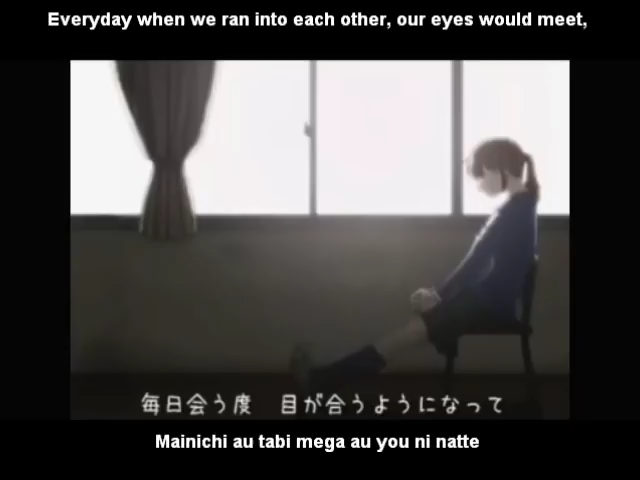 Everyday when we ran into each other, our eyes would meet,
毎日会う度　目が合うようになって
Mainichi au tabi mega au you ni natte